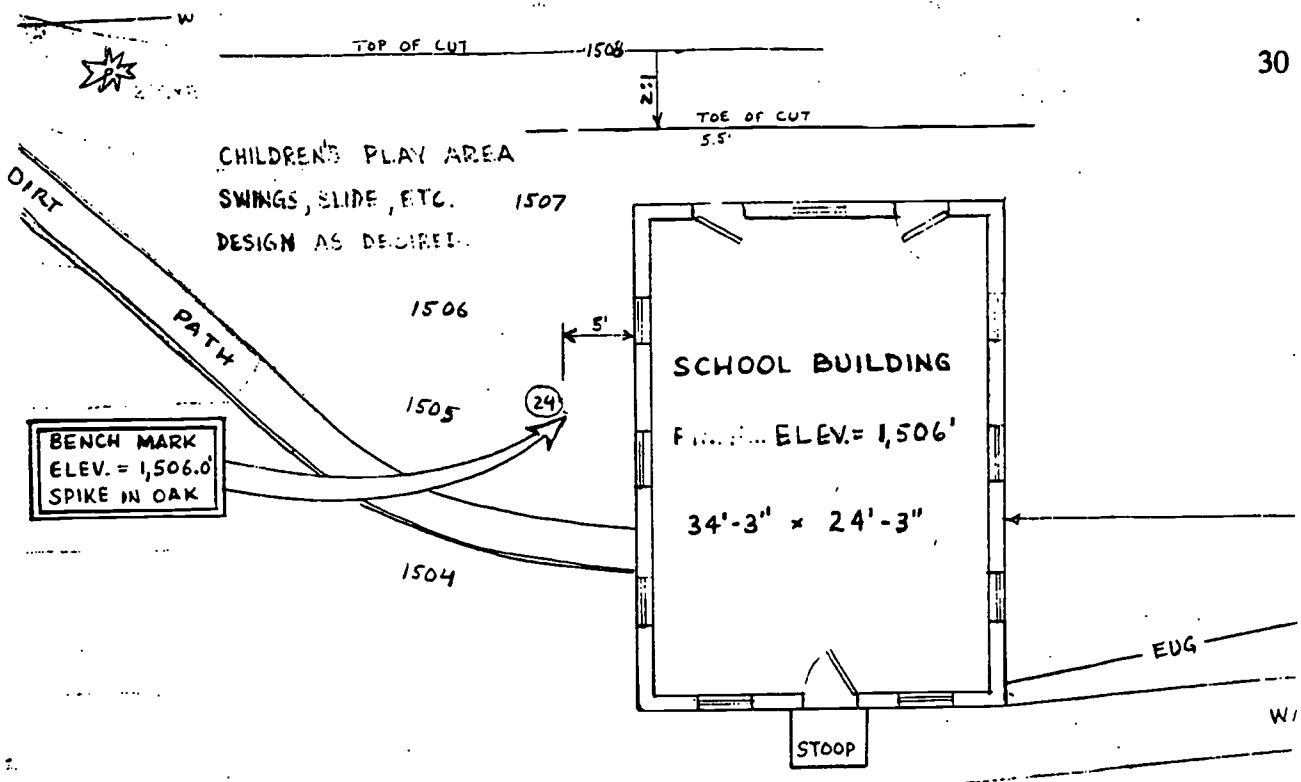 W
30
TOP OF CUT 1508
2:1
TOE OF CUT
5.5'
CHILDREN'S PLAY AREA
SWINGS, SLIDE, ETC. 1507
DESIGN AS
DIRT
PATH
1506
5'
SCHOOL BUILDING
1505
24
ELEV.= 1,506'
BENCH MARK
ELEV. = 1,506.0'
SPIKE IN OAK
34'-3" x 24'-3"
1504
EUG
STOOP